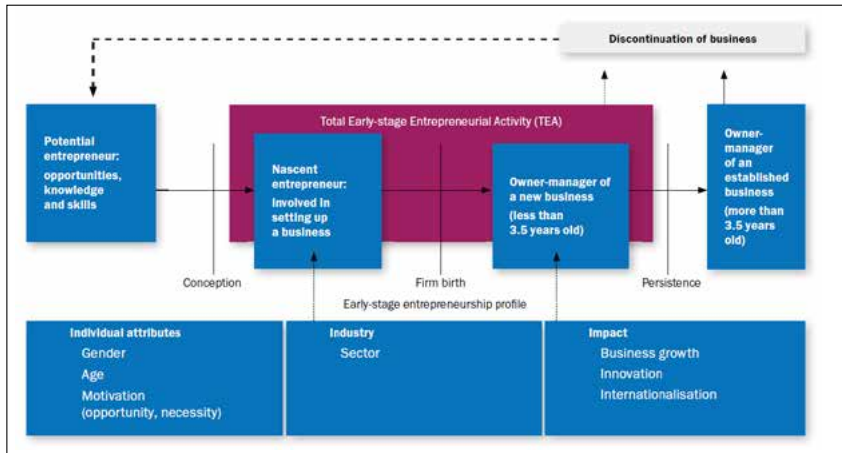 Discontinuation of business
Total Early-stage Entrepreneurial Activity (TEA)
Potential
entrepreneur:
opportunities,
knowledge
and skills
Nascent
entrepreneur:
Involved in
setting up
a business
Owner-manager of
a new business
(less than
3.5 years old)
Owner-
manager
of an
established
business
(more than
3.5 years
old)
Conception
Firm birth
Persistence
Early-stage entrepreneurship profile
Individual attributes
Gender
Age
Motivation
(opportunity, necessity)
Industry
Sector
Impact
Business growth
Innovation
Internationalisation